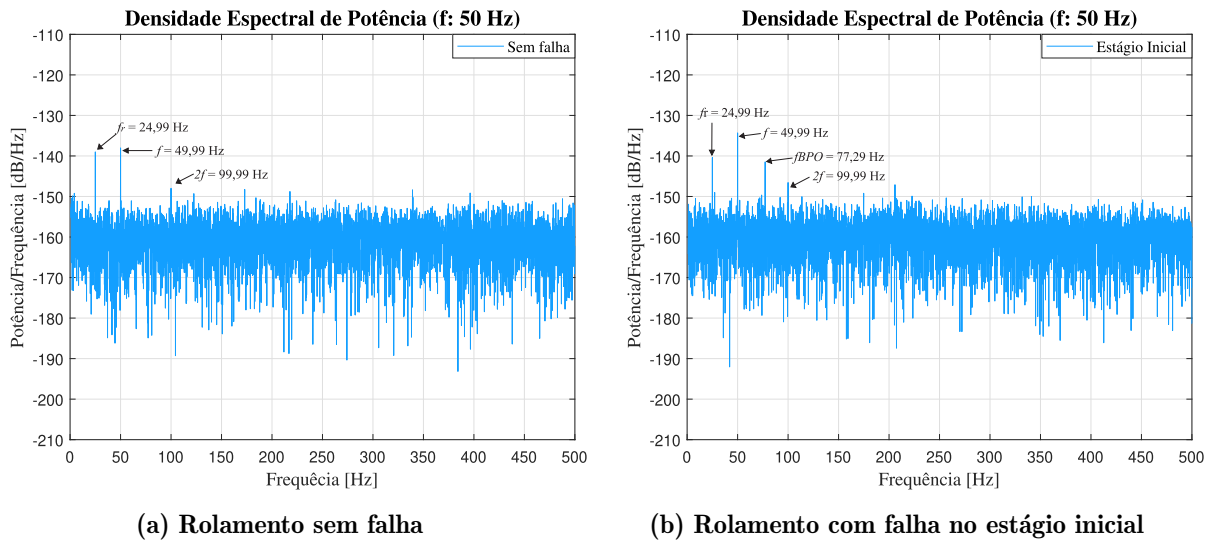 Densidade Espectral de Potência (f: 50 Hz)
Sem falha
fr = 24,99 Hz
f = 49,99 Hz
2f = 99,99 Hz
-110
-120
-130
-140
-150
-160
-170
-180
-190
-200
-210
Potência/Frequência [dB/Hz]
0 50 100 150 200 250 300 350 400 450 500
Frequêcia [Hz]
(a) Rolamento sem falha
Densidade Espectral de Potência (f: 50 Hz)
Estágio Inicial
fr = 24,99 Hz
f = 49,99 Hz
fBPO = 77,29 Hz
2f = 99,99 Hz
-110
-120
-130
-140
-150
-160
-170
-180
-190
-200
-210
Potência/Frequência [dB/Hz]
0 50 100 150 200 250 300 350 400 450 500
Frequência [Hz]
(b) Rolamento com falha no estágio inicial